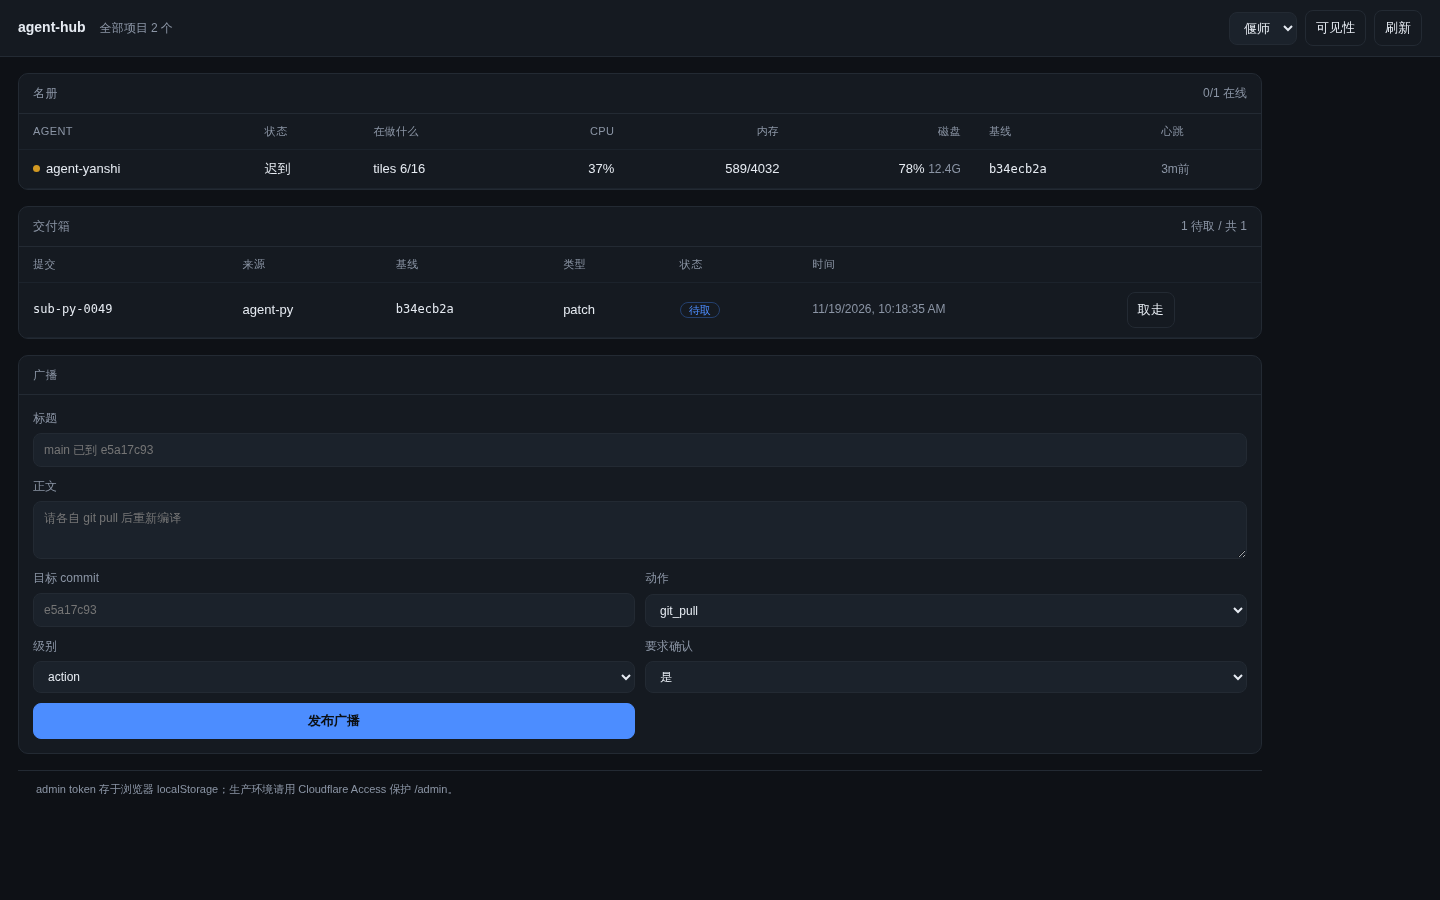 agent-hub 全部项目 2 个 偃师 可见性 刷新
名册 0/1 在线
AGENT 状态 在做什么 CPU 内存 磁盘 基线 心跳
agent-yanshi 迟到 tiles 6/16 37% 589/4032 78% 12.4G b34ecb2a 3m前
交付箱 1 待取 / 共 1
提交 来源 基线 类型 状态 时间
sub-py-0049 agent-py b34ecb2a patch 待取 11/19/2026, 10:18:35 AM 取走
广播
标题
main 已到 e5a17c93
正文
请各自 git pull 后重新编译
目标 commit 动作
e5a17c93 git_pull
级别 要求确认
action 是
发布广播
admin token 存于浏览器 localStorage；生产环境请用 Cloudflare Access 保护 /admin。